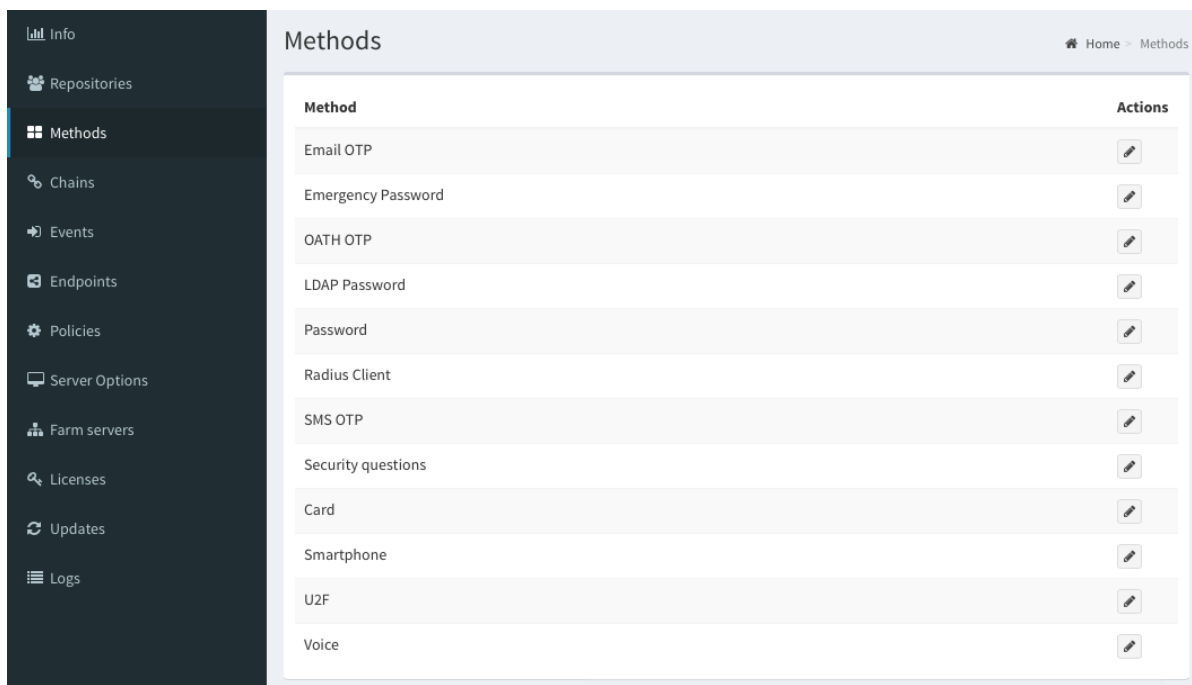 Info
Repositories
Methods
Chains
Events
Endpoints
Policies
Server Options
Farm servers
Licenses
Updates
Logs
Methods
Home > Methods
Method Actions
Email OTP
Emergency Password
OATH OTP
LDAP Password
Password
Radius Client
SMS OTP
Security questions
Card
Smartphone
U2F
Voice